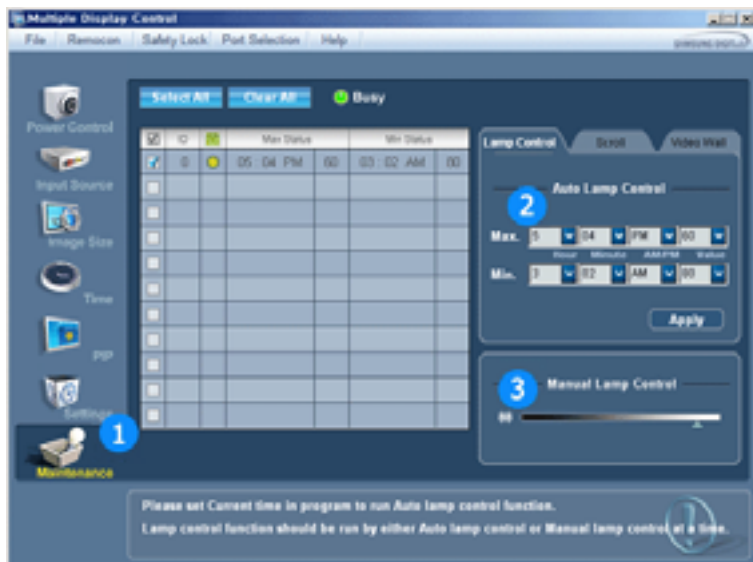 Multiple Display Control
File Remocon Safety Lock Port Selection Help
Select All Clear All Busy
Power Control
Input Source
Image Size
Time
PIP
Settings
Maintenance
1
ID Max Status Min Status
0 05 : 04 PM 60 03 : 02 AM 80
Lamp Control Scroll Video Wall
Auto Lamp Control
2
Max. 5 04 PM 60
Hour Minute AM/PM Value
Min. 3 02 AM 80
Apply
Manual Lamp Control
3
80
Please set Current time in program to run Auto lamp control function.
Lamp control function should be run by either Auto lamp control or Manual lamp control at a time.